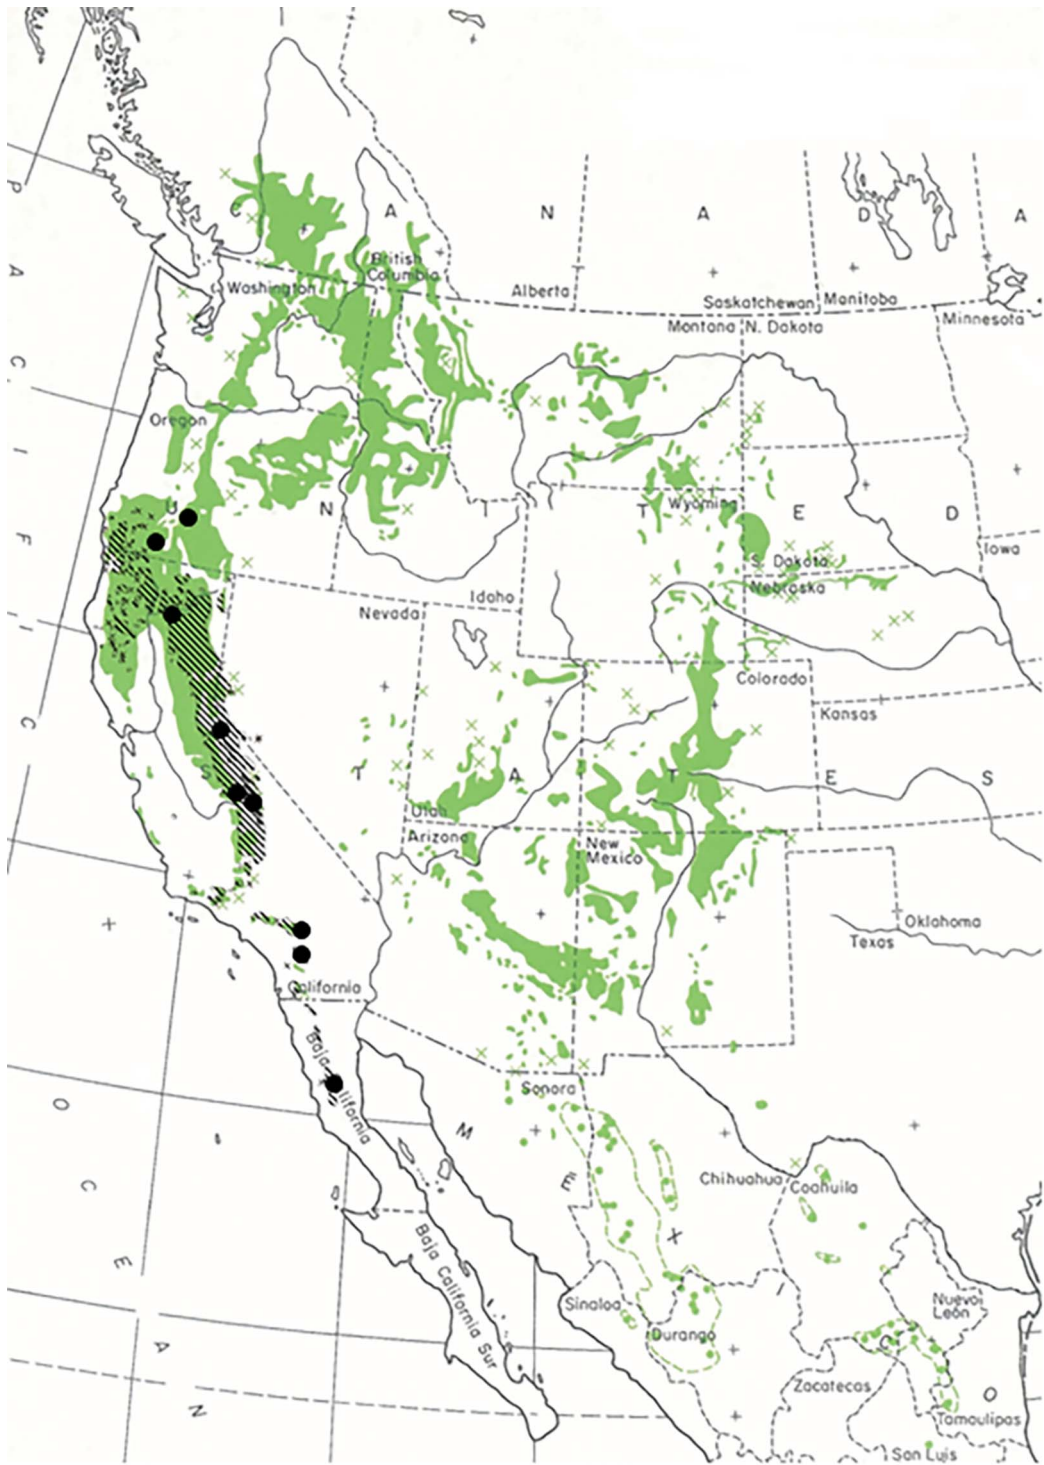 P A C I F I C
O C E A N
C A N A D A
U N I T E D
S T A T E S
M E X I C O
British
Columbia
Washington
Alberta
Saskatchewan
Manitoba
Montana
N. Dakota
Minnesota
Oregon
Wyoming
S. Dakota
Iowa
Nebraska
Idaho
Nevada
Colorado
Kansas
Utah
Arizona
New
Mexico
Oklahoma
Texas
California
Baja
California
Sonora
Chihuahua
Coahuila
Baja California Sur
Sinaloa
Durango
Nuevo
León
Zacatecas
Tamaulipas
San Luis